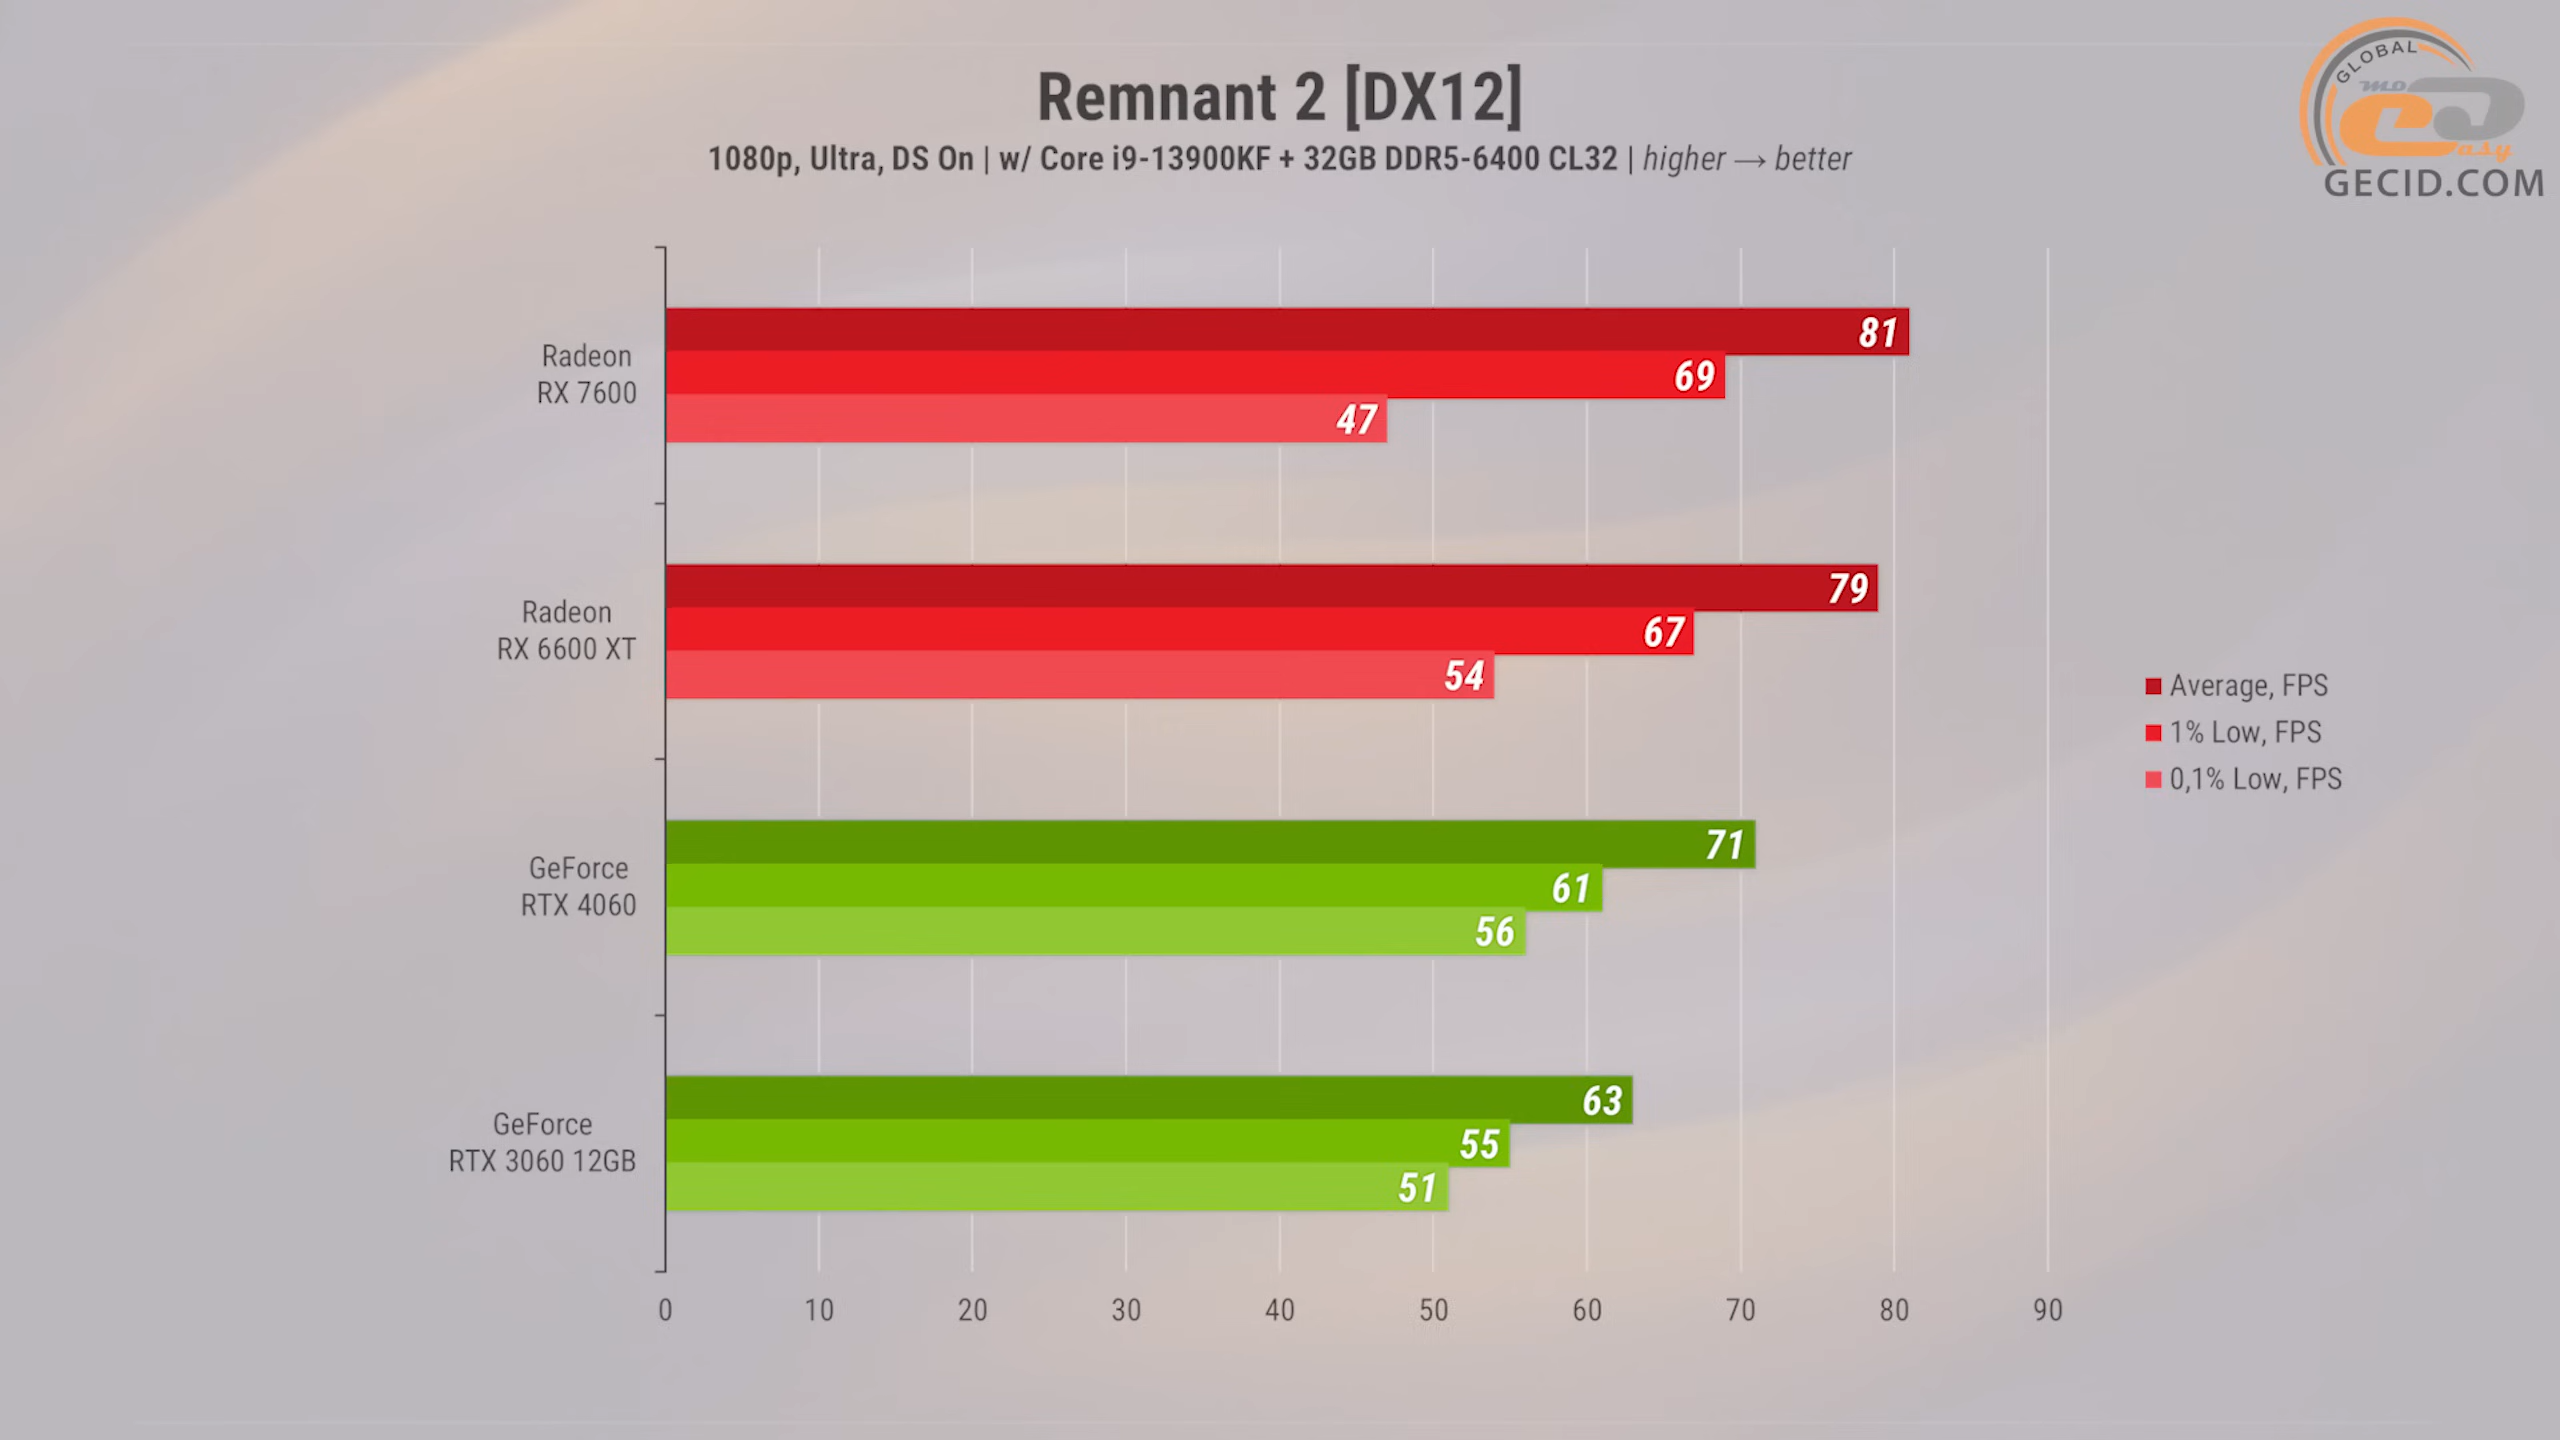 Remnant 2 [DX12]
1080p, Ultra, DS On | w/ Core i9-13900KF + 32GB DDR5-6400 CL32 | higher → better
GLOBAL
GECID.COM
Radeon
RX 7600
81
69
47
Radeon
RX 6600 XT
79
67
54
GeForce
RTX 4060
71
61
56
GeForce
RTX 3060 12GB
63
55
51
Average, FPS
1% Low, FPS
0,1% Low, FPS
0 10 20 30 40 50 60 70 80 90